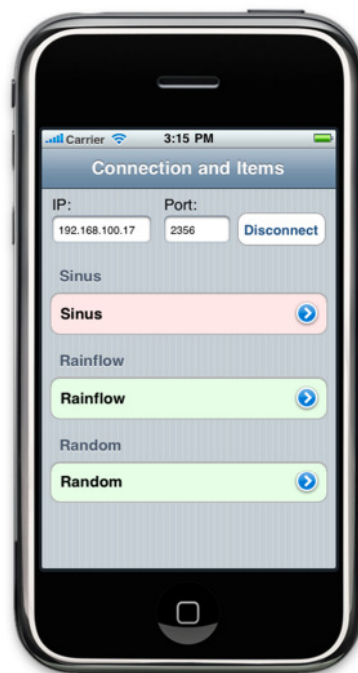 Carrier 3:15 PM
Connection and Items
IP: Port:
192.168.100.17 2356 Disconnect
Sinus
Sinus
Rainflow
Rainflow
Random
Random